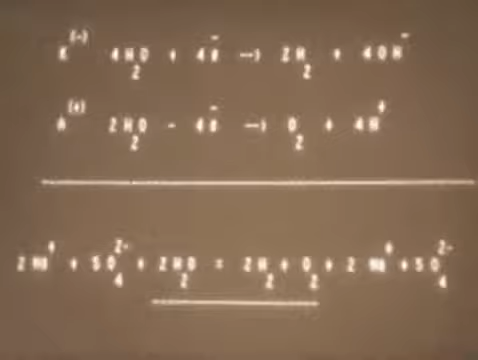 K(-) 4H₂O + 4e⁻ → 2H₂ + 4OH⁻
A(+) 2H₂O - 4e⁻ → O₂ + 4H⁺
2Na⁺ + SO₄²⁻ + 2H₂O = 2H₂ + O₂ + 2Na⁺ + SO₄²⁻